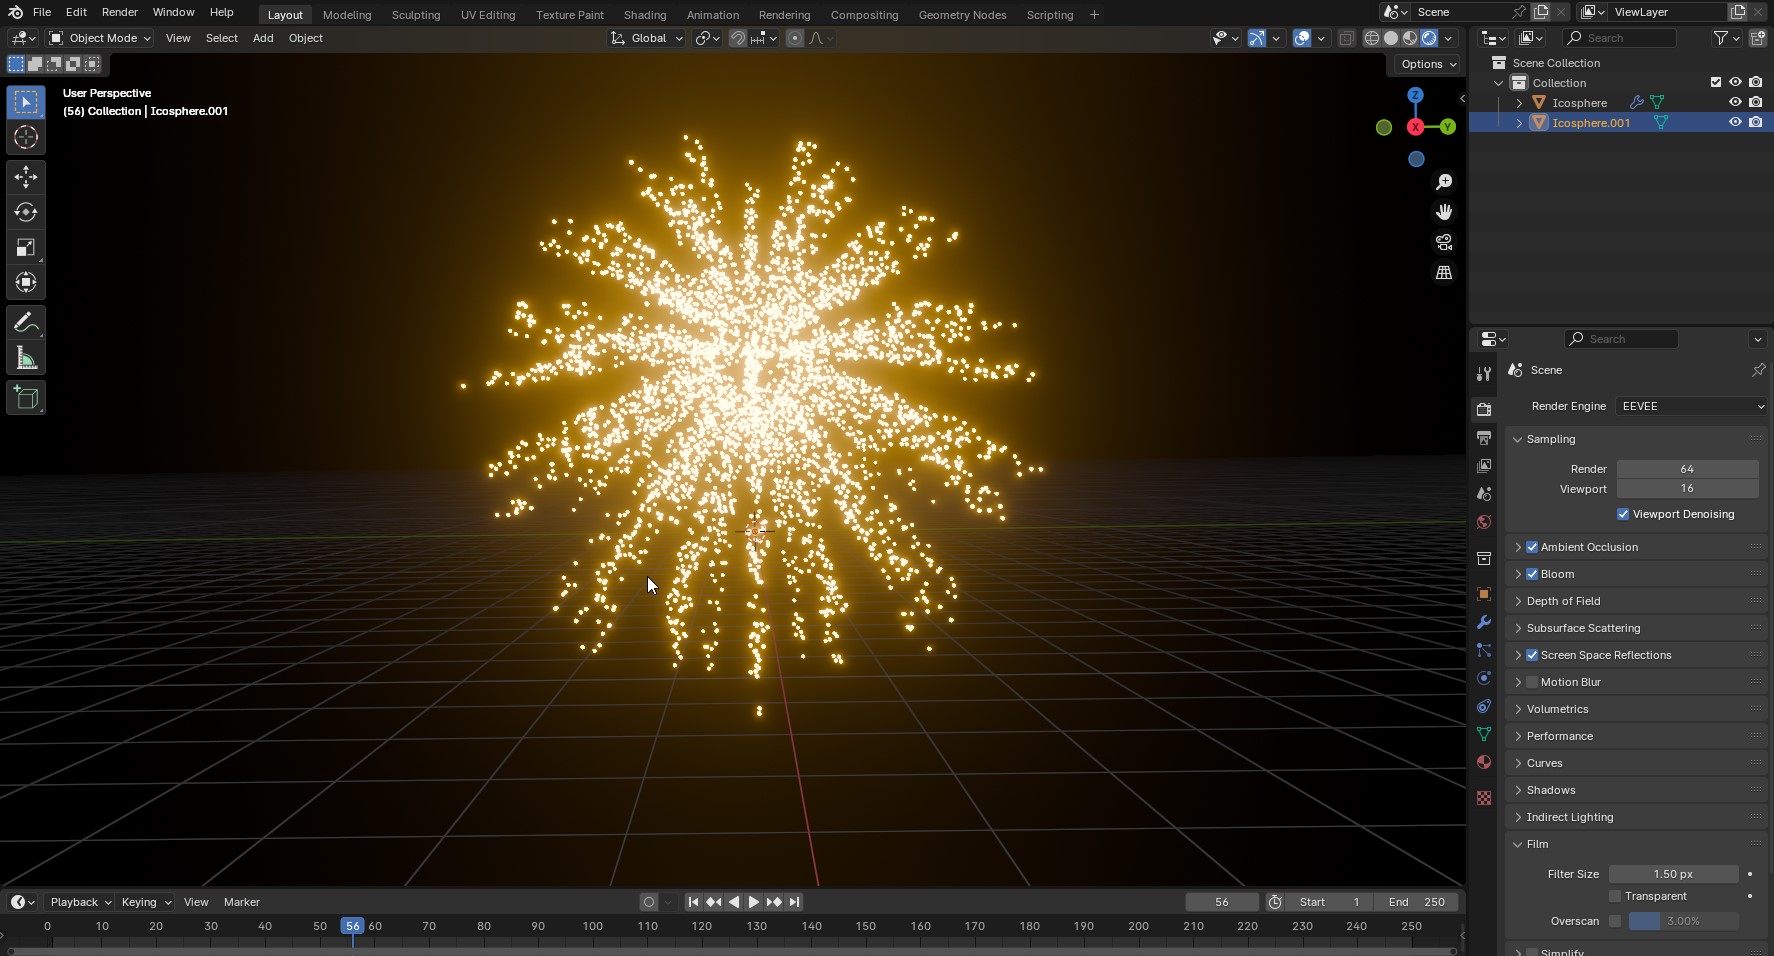 File Edit Render Window Help Layout Modeling Sculpting UV Editing Texture Paint Shading Animation Rendering Compositing Geometry Nodes Scripting + Scene ViewLayer
Object Mode View Select Add Object Global Search
Options
User Perspective
(56) Collection | Icosphere.001
Z
X
Y
Scene Collection
Collection
Icosphere
Icosphere.001
Search
Scene
Render Engine EEVEE
Sampling
Render 64
Viewport 16
Viewport Denoising
Ambient Occlusion
Bloom
Depth of Field
Subsurface Scattering
Screen Space Reflections
Motion Blur
Volumetrics
Performance
Curves
Shadows
Indirect Lighting
Film
Filter Size 1.50 px
Transparent
Overscan 3.00%
Simplify
Playback Keying View Marker 56 Start 1 End 250
0 10 20 30 40 50 56 60 70 80 90 100 110 120 130 140 150 160 170 180 190 200 210 220 230 240 250